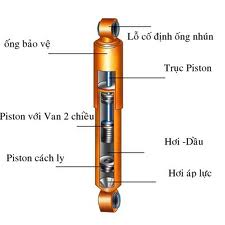 Lỗ cố định ống nhún
ống bảo vệ
Trục Piston
Piston với Van 2 chiều
Hơi -Dầu
Piston cách ly
Hơi áp lực